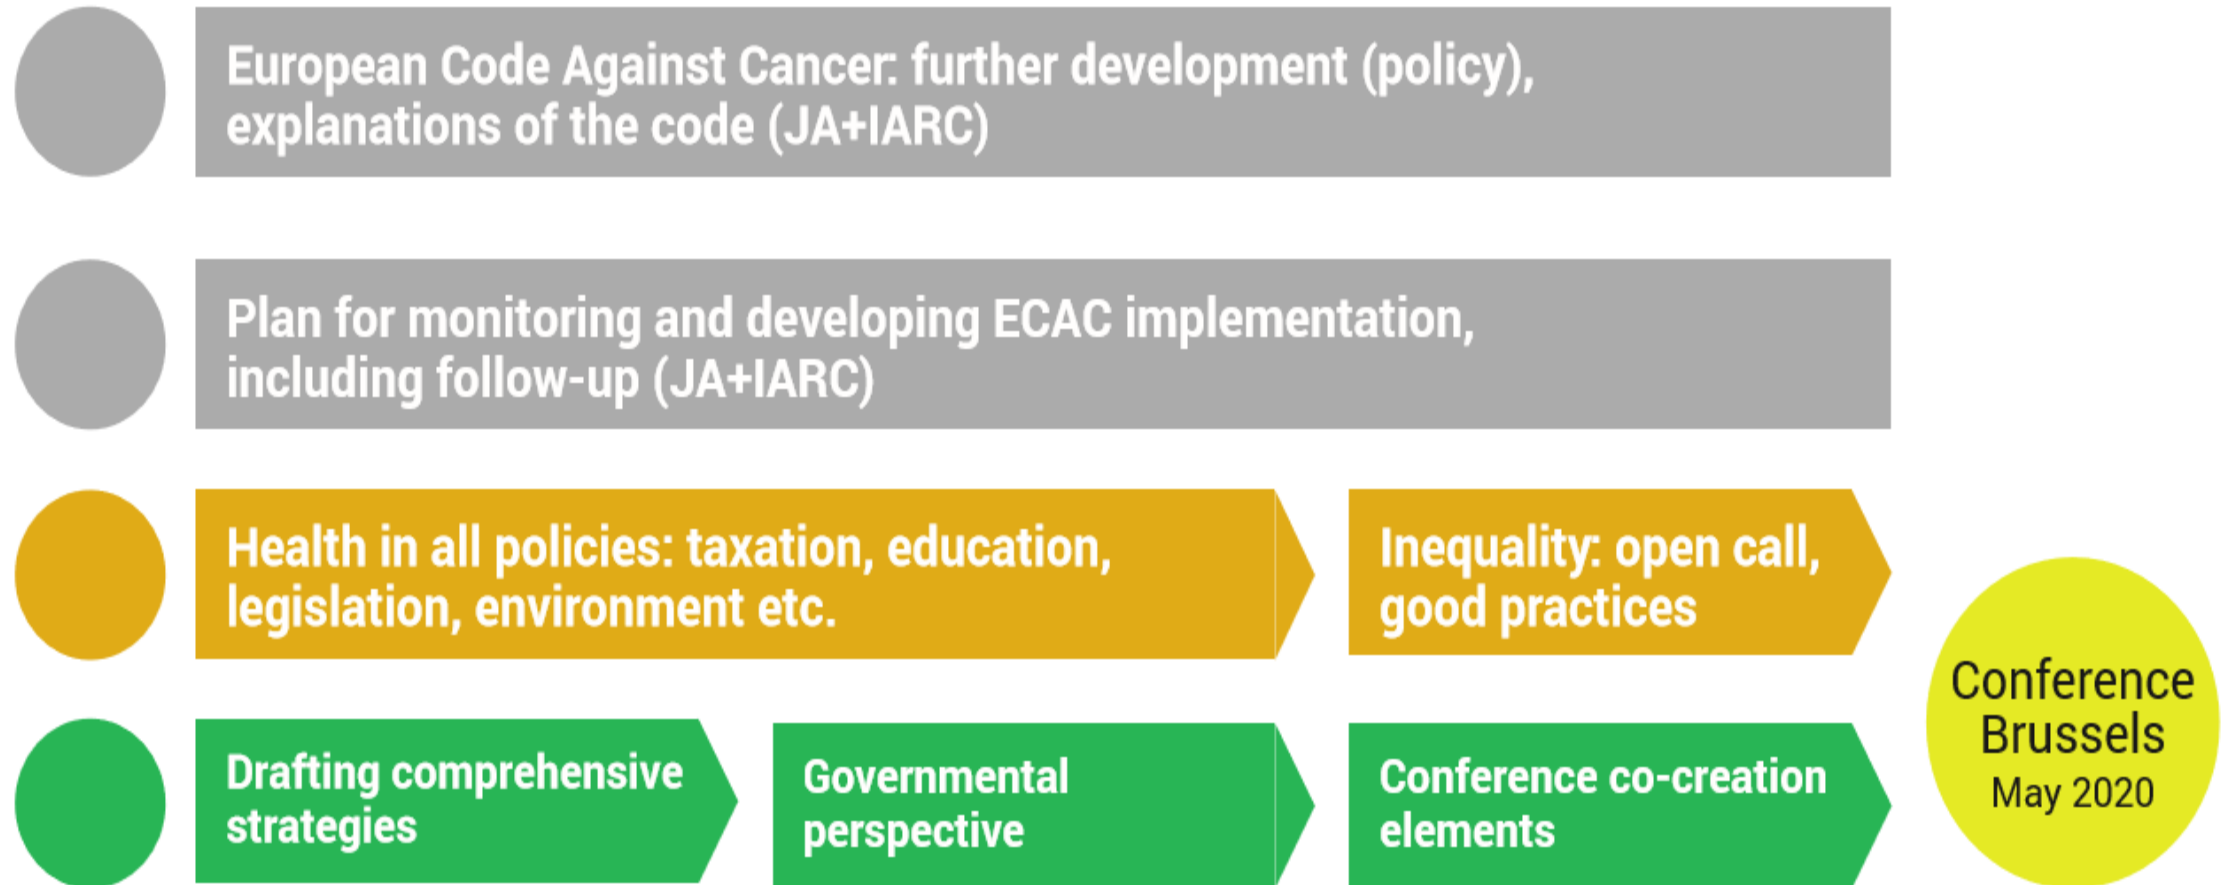 European Code Against Cancer: further development (policy),
explanations of the code (JA+IARC)
Plan for monitoring and developing ECAC implementation,
including follow-up (JA+IARC)
Health in all policies: taxation, education,
legislation, environment etc.
Inequality: open call,
good practices
Drafting comprehensive
strategies
Governmental
perspective
Conference co-creation
elements
Conference
Brussels
May 2020